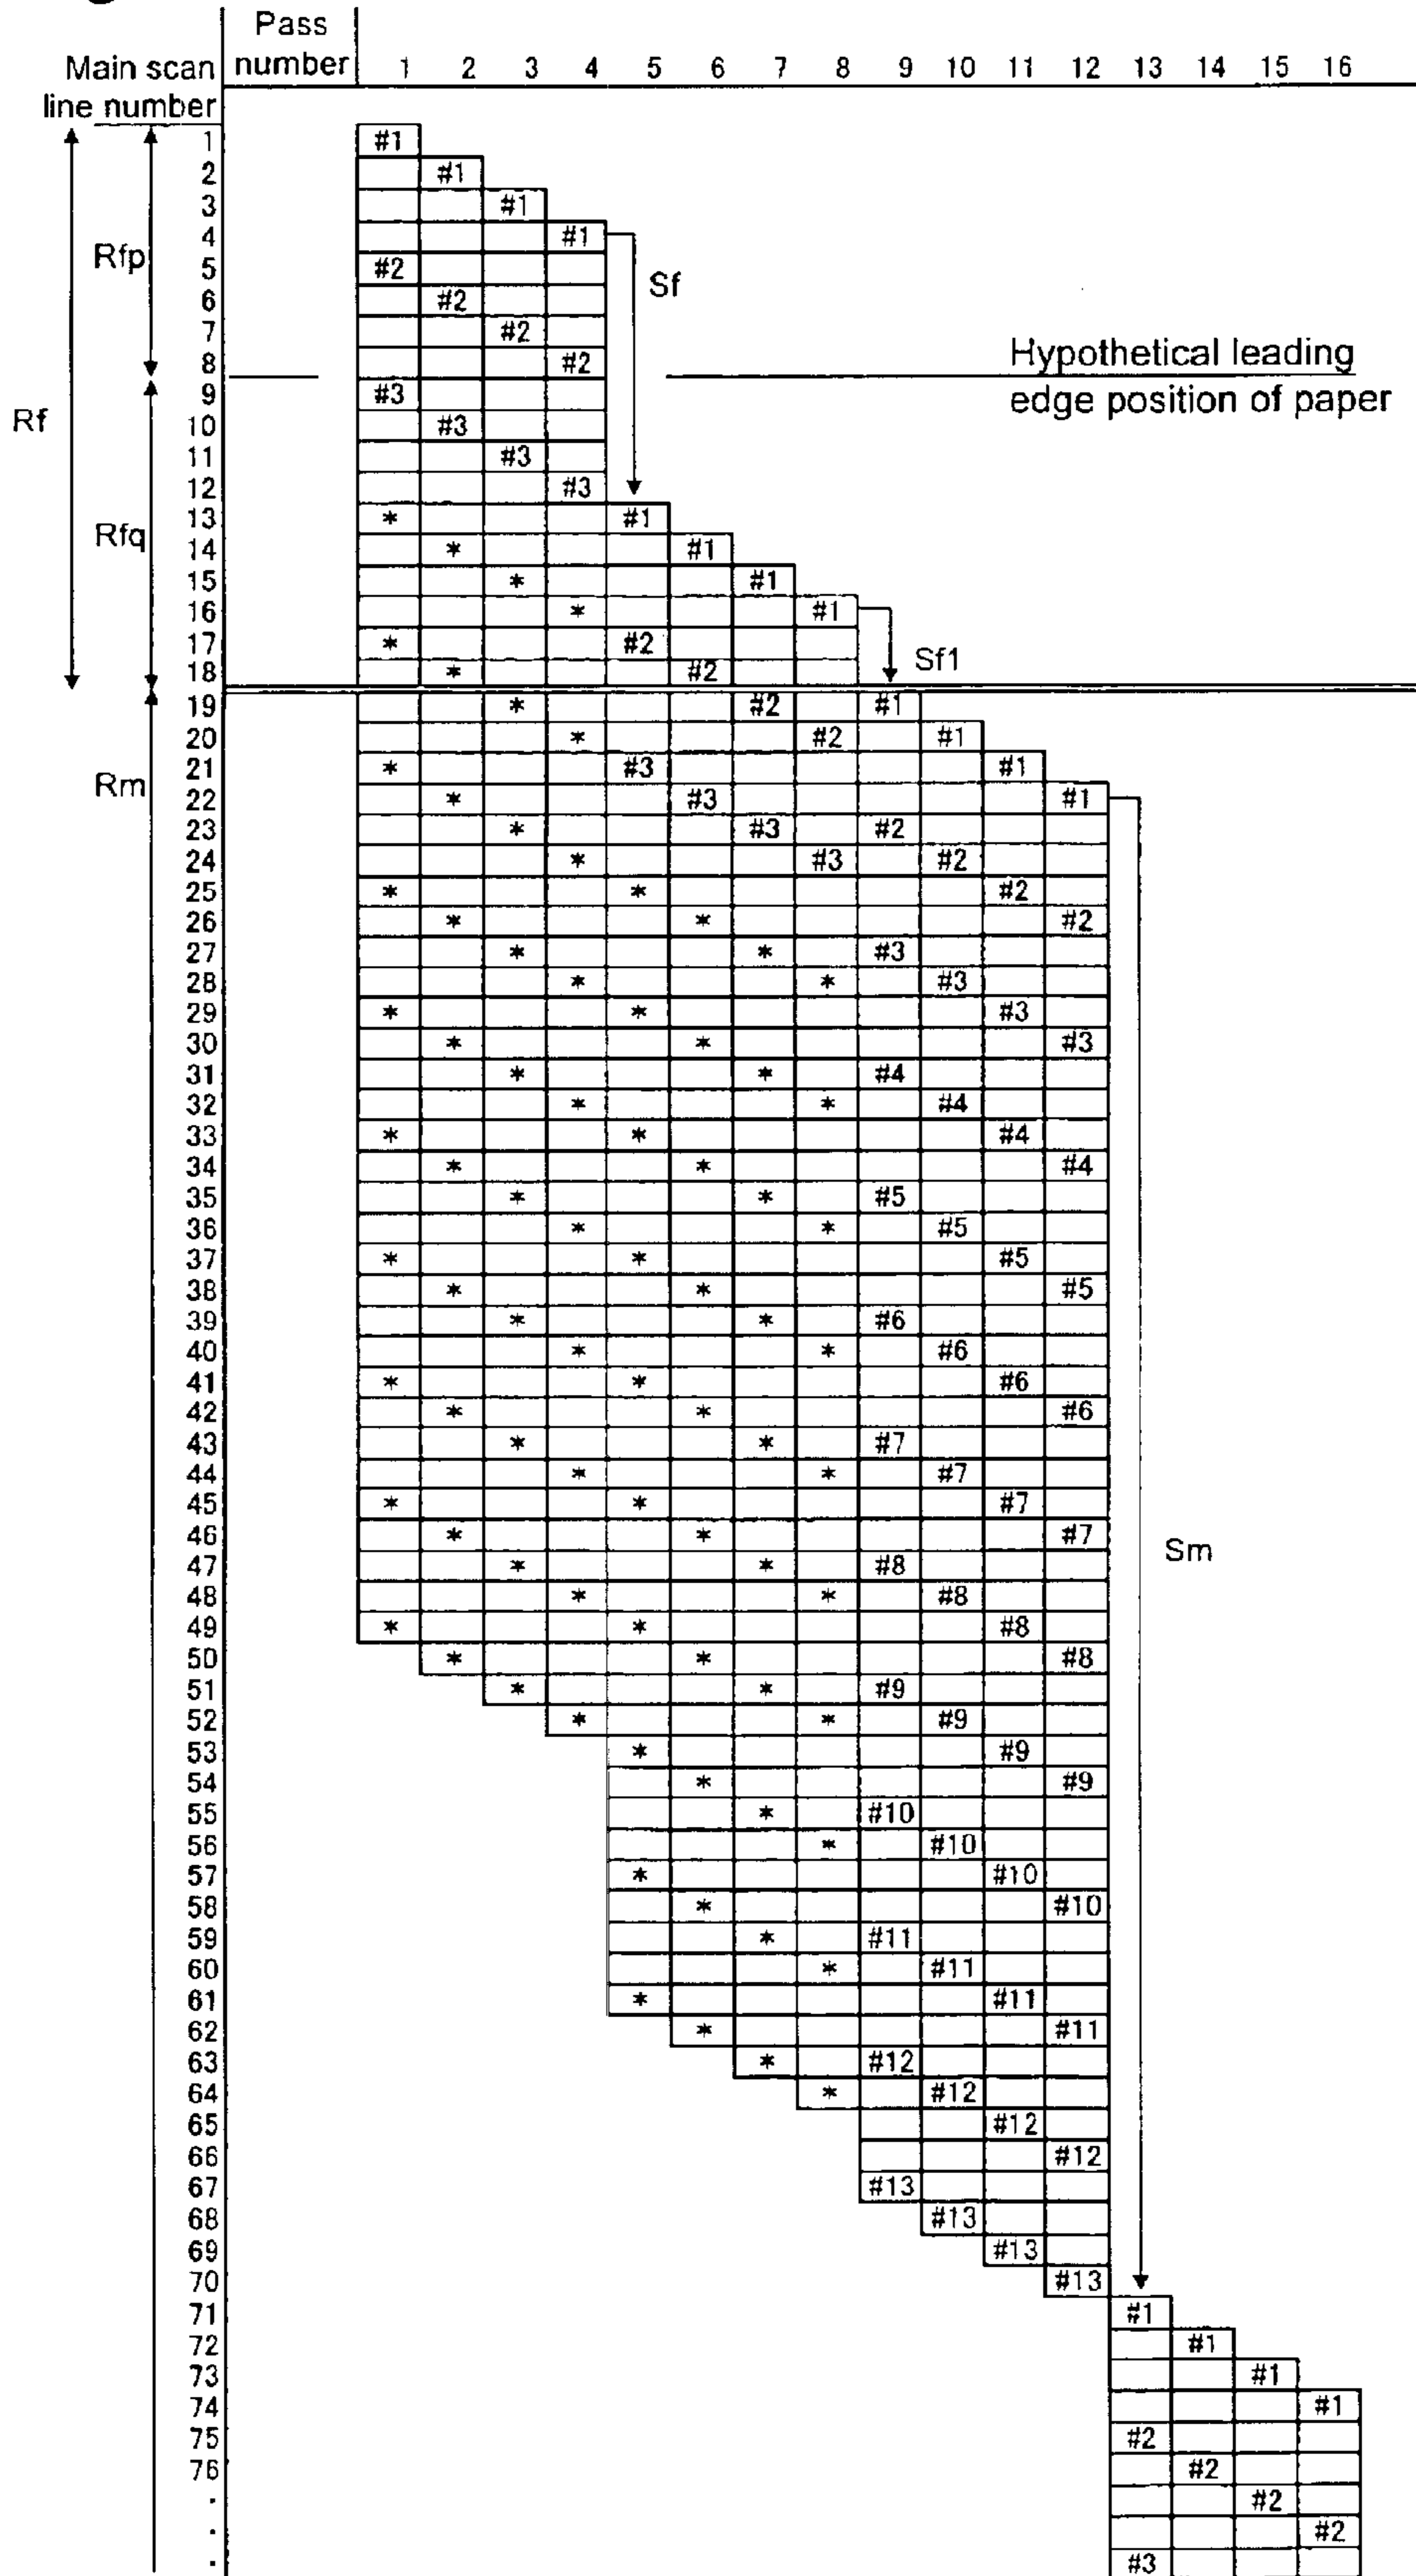 Pass
Main scan number 1 2 3 4 5 6 7 8 9 10 11 12 13 14 15 16
line number
1 #1
2 #1
3 #1
4 #1
Rfp
5 #2
Sf
6 #2
7 #2
8 #2
Hypothetical leading
edge position of paper
9 #3
Rf
10 #3
11 #3
12 #3
13 * #1
Rfq
14 * #1
15 * #1
16 * #1
17 * #2
Sf1
18 * #2
19 * #2 #1
20 * #2 #1
21 * #3 #1
Rm
22 * #3 #1
23 * #3 #2
24 * #3 #2
25 * * #2
26 * * #2
27 * * #3
28 * * #3
29 * * #3
30 * * #3
31 * * #4
32 * * #4
33 * * #4
34 * * #4
35 * * #5
36 * * #5
37 * * #5
38 * * #5
39 * * #6
40 * * #6
41 * * #6
42 * * #6
43 * * #7
44 * * #7
45 * * #7
46 * * #7
Sm
47 * * #8
48 * * #8
49 * * #8
50 * * #8
51 * * #9
52 * * #9
53 * #9
54 * #9
55 * #10
56 * #10
57 * #10
58 * #10
59 * #11
60 * #11
61 * #11
62 * #11
63 * #12
64 * #12
65 #12
66 #12
67 #13
68 #13
69 #13
70 #13
71 #1
72 #1
73 #1
74 #1
75 #2
76 #2
. #2
. #2
. #3